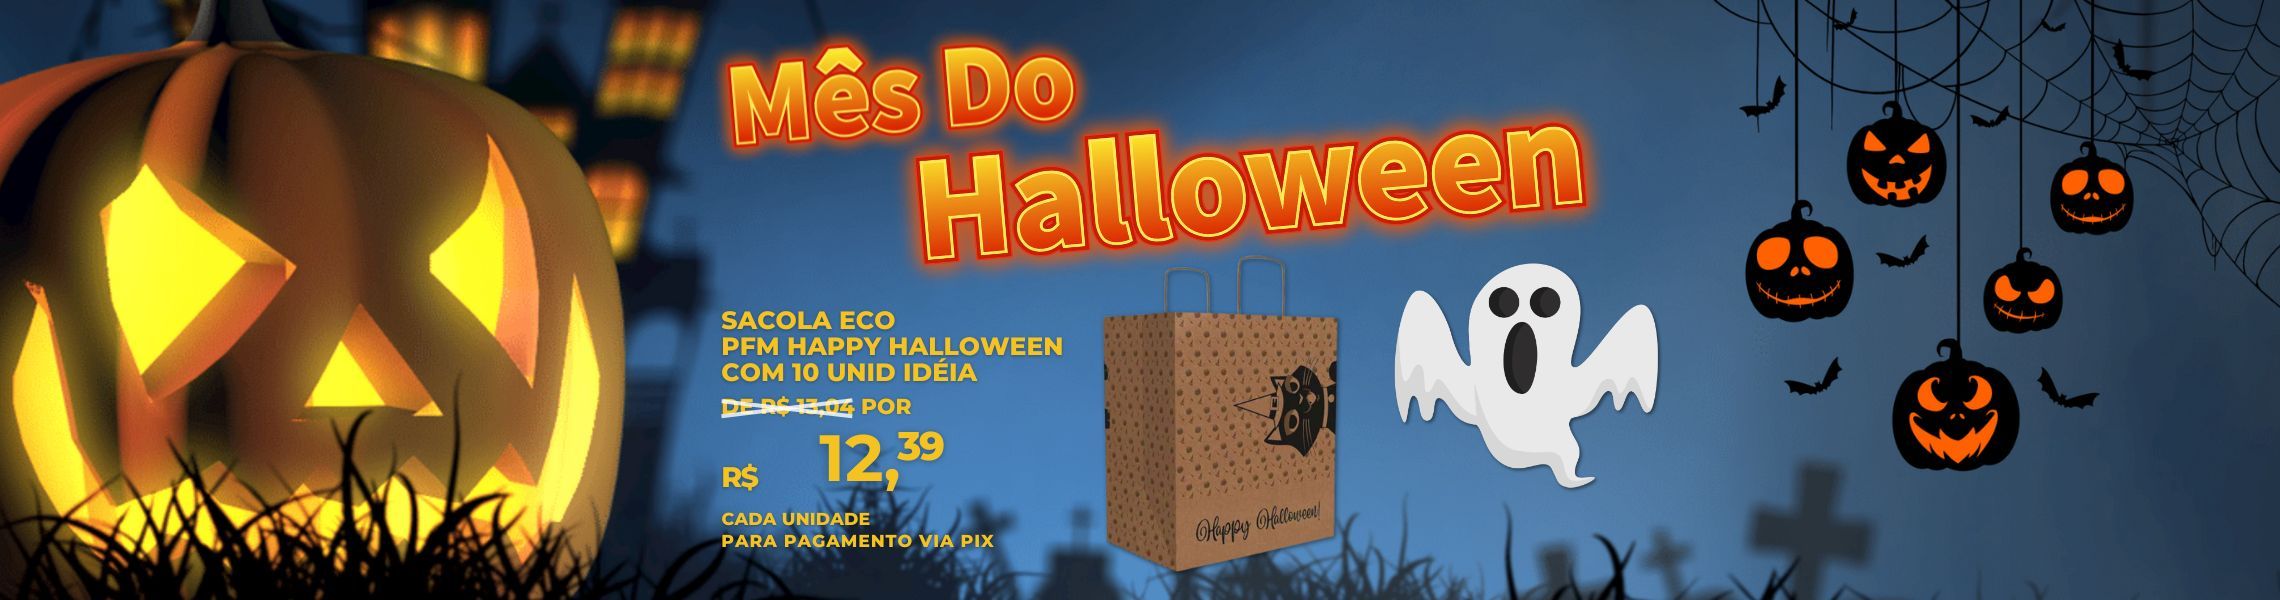 Mês Do
Halloween
SACOLA ECO
PFM HAPPY HALLOWEEN
COM 10 UNID IDÉIA
DE R$ 13,04 POR
R$ 12,39
CADA UNIDADE
PARA PAGAMENTO VIA PIX
Happy Halloween!